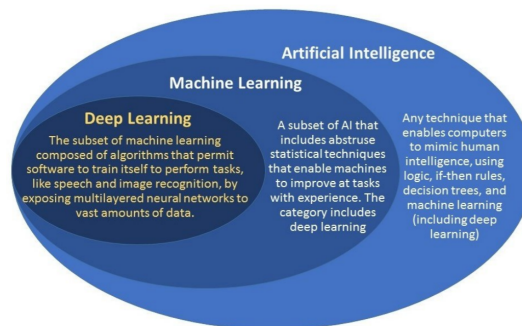 Artificial Intelligence
Machine Learning
Deep Learning
The subset of machine learning
composed of algorithms that permit
software to train itself to perform tasks,
like speech and image recognition, by
exposing multilayered neural networks to
vast amounts of data.
A subset of AI that
includes abstruse
statistical techniques
that enable machines
to improve at tasks
with experience. The
category includes
deep learning
Any technique that
enables computers
to mimic human
intelligence, using
logic, if-then rules,
decision trees, and
machine learning
(including deep
learning)